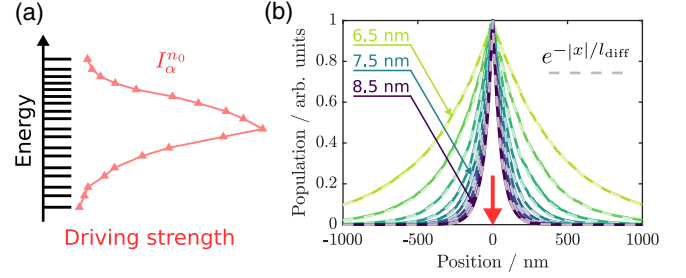 (a)
Energy
I_α^{n_0}
Driving strength
(b)
Population / arb. units
1
0.8
0.6
0.4
0.2
0
6.5 nm
7.5 nm
8.5 nm
e^{-|x|/l_diff}
-1000 -500 0 500 1000
Position / nm